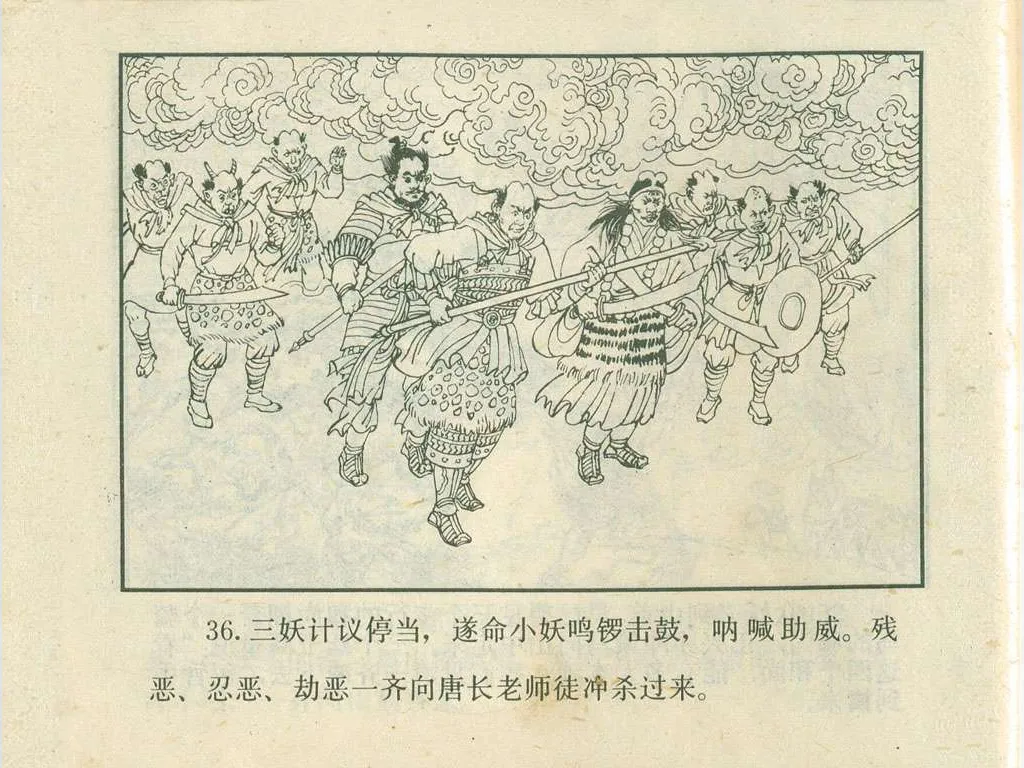 36. 三妖计议停当，遂命小妖鸣锣击鼓，呐喊助威。残
恶、忍恶、劫恶一齐向唐长老师徒冲杀过来。